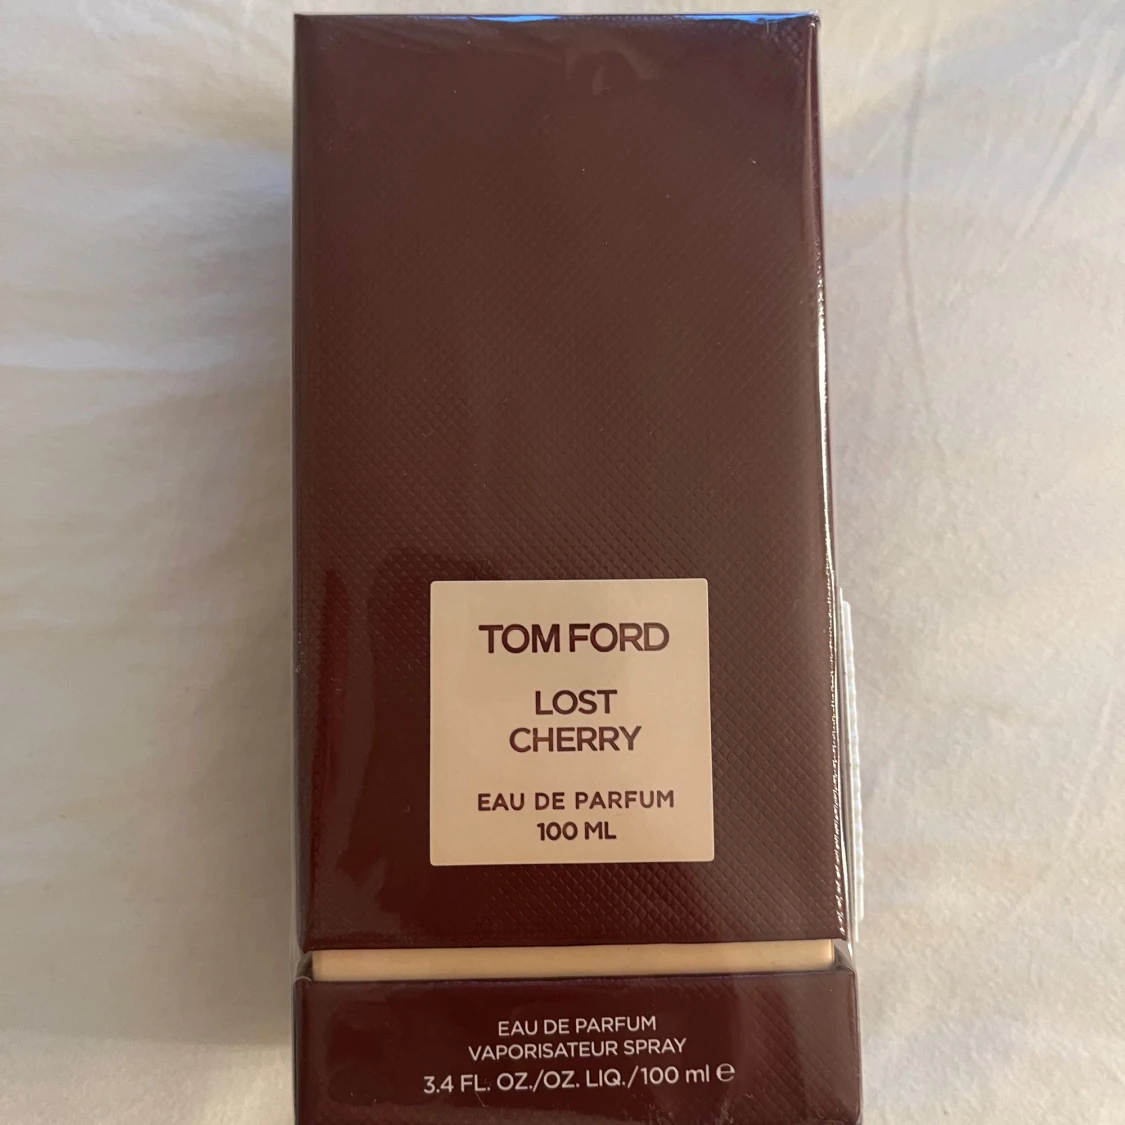 TOM FORD
LOST
CHERRY
EAU DE PARFUM
100 ML
EAU DE PARFUM
VAPORISATEUR SPRAY
3.4 FL. OZ./OZ. LIQ./100 ml ℮